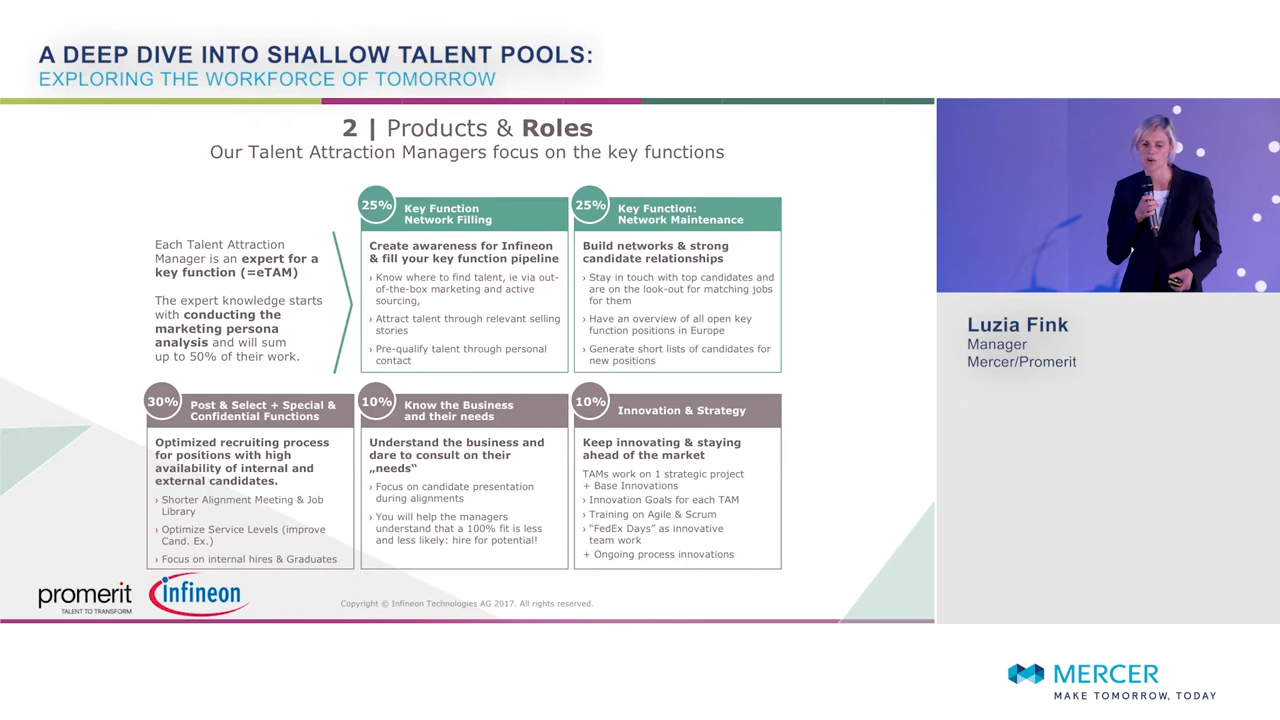 A DEEP DIVE INTO SHALLOW TALENT POOLS:
EXPLORING THE WORKFORCE OF TOMORROW
2 | Products & Roles
Our Talent Attraction Managers focus on the key functions
Each Talent Attraction
Manager is an expert for a
key function (=eTAM)
The expert knowledge starts
with conducting the
marketing persona
analysis and will sum
up to 50% of their work.
25%
Key Function
Network Filling
Create awareness for Infineon
& fill your key function pipeline
› Know where to find talent, ie via out-
of-the-box marketing and active
sourcing,
› Attract talent through relevant selling
stories
› Pre-qualify talent through personal
contact
25%
Key Function:
Network Maintenance
Build networks & strong
candidate relationships
› Stay in touch with top candidates and
are on the look-out for matching jobs
for them
› Have an overview of all open key
function positions in Europe
› Generate short lists of candidates for
new positions
30%
Post & Select + Special &
Confidential Functions
Optimized recruiting process
for positions with high
availability of internal and
external candidates.
› Shorter Alignment Meeting & Job
Library
› Optimize Service Levels (improve
Cand. Ex.)
› Focus on internal hires & Graduates
10%
Know the Business
and their needs
Understand the business and
dare to consult on their
„needs“
› Focus on candidate presentation
during alignments
› You will help the managers
understand that a 100% fit is less
and less likely: hire for potential!
10%
Innovation & Strategy
Keep innovating & staying
ahead of the market
TAMs work on 1 strategic project
+ Base Innovations
› Innovation Goals for each TAM
› Training on Agile & Scrum
› “FedEx Days” as innovative
team work
+ Ongoing process innovations
promerit
TALENT TO TRANSFORM
infineon
Copyright © Infineon Technologies AG 2017. All rights reserved.
Luzia Fink
Manager
Mercer/Promerit
MERCER
MAKE TOMORROW, TODAY